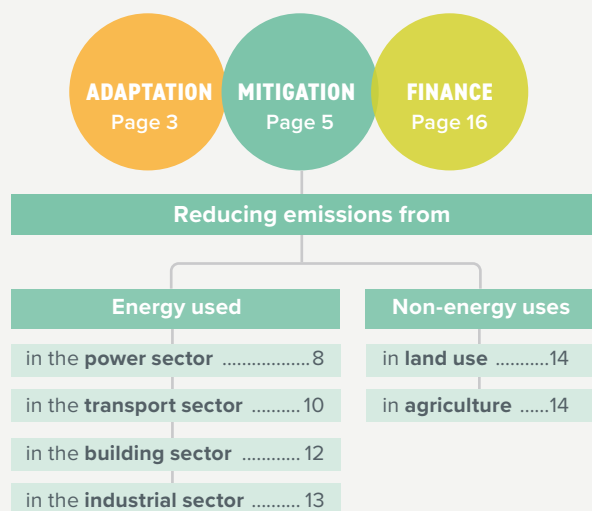 ADAPTATION
Page 3
MITIGATION
Page 5
FINANCE
Page 16
Reducing emissions from
Energy used
in the power sector ..................8
in the transport sector ..........10
in the building sector ............12
in the industrial sector ..........13
Non-energy uses
in land use ...........14
in agriculture ......14